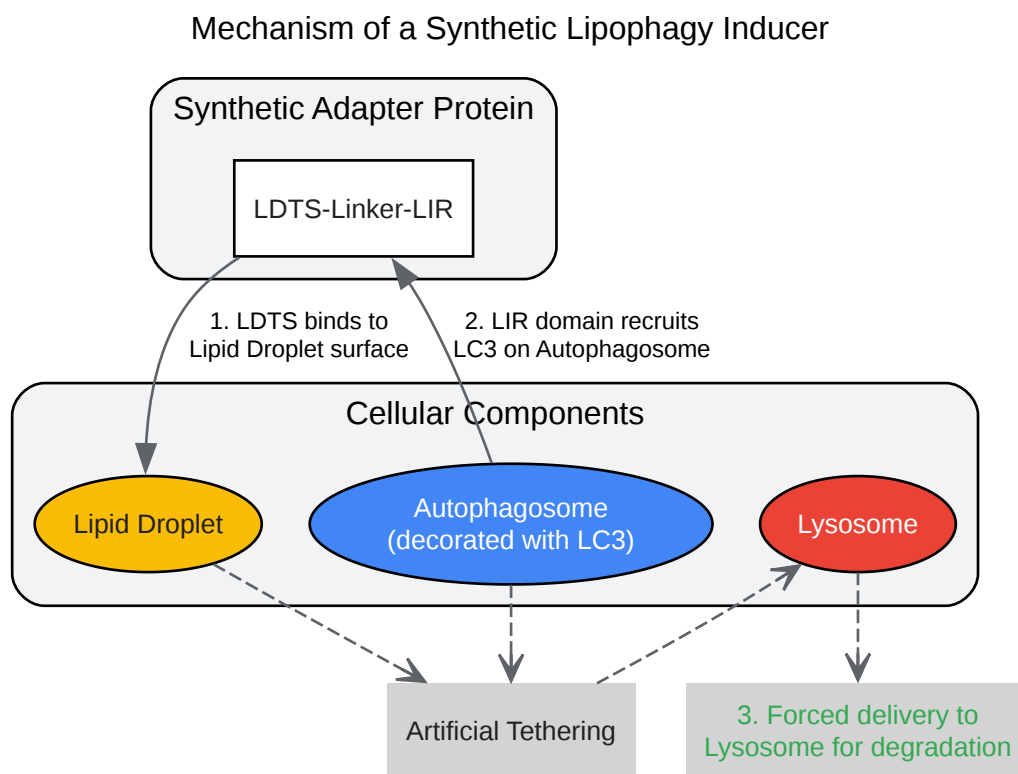 Mechanism of a Synthetic Lipophagy Inducer
Synthetic Adapter Protein
LDTS-Linker-LIR
1. LDTS binds to
Lipid Droplet surface
2. LIR domain recruits
LC3 on Autophagosome
Cellular Components
Lipid Droplet
Autophagosome
(decorated with LC3)
Lysosome
Artificial Tethering
3. Forced delivery to
Lysosome for degradation